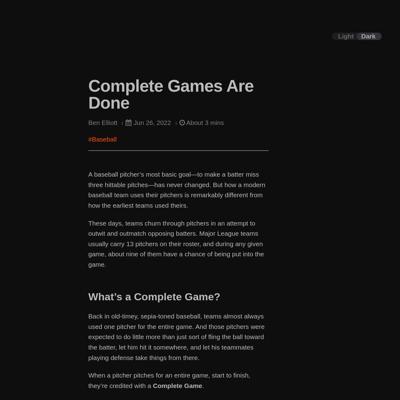 Light Dark
Complete Games Are
Done
Ben Elliott › Jun 26, 2022 › About 3 mins
#Baseball
A baseball pitcher’s most basic goal—to make a batter miss
three hittable pitches—has never changed. But how a modern
baseball team uses their pitchers is remarkably different from
how the earliest teams used theirs.
These days, teams churn through pitchers in an attempt to
outwit and outmatch opposing batters. Major League teams
usually carry 13 pitchers on their roster, and during any given
game, about nine of them have a chance of being put into the
game.
What’s a Complete Game?
Back in old-timey, sepia-toned baseball, teams almost always
used one pitcher for the entire game. And those pitchers were
expected to do little more than just sort of fling the ball toward
the batter, let him hit it somewhere, and let his teammates
playing defense take things from there.
When a pitcher pitches for an entire game, start to finish,
they’re credited with a Complete Game.